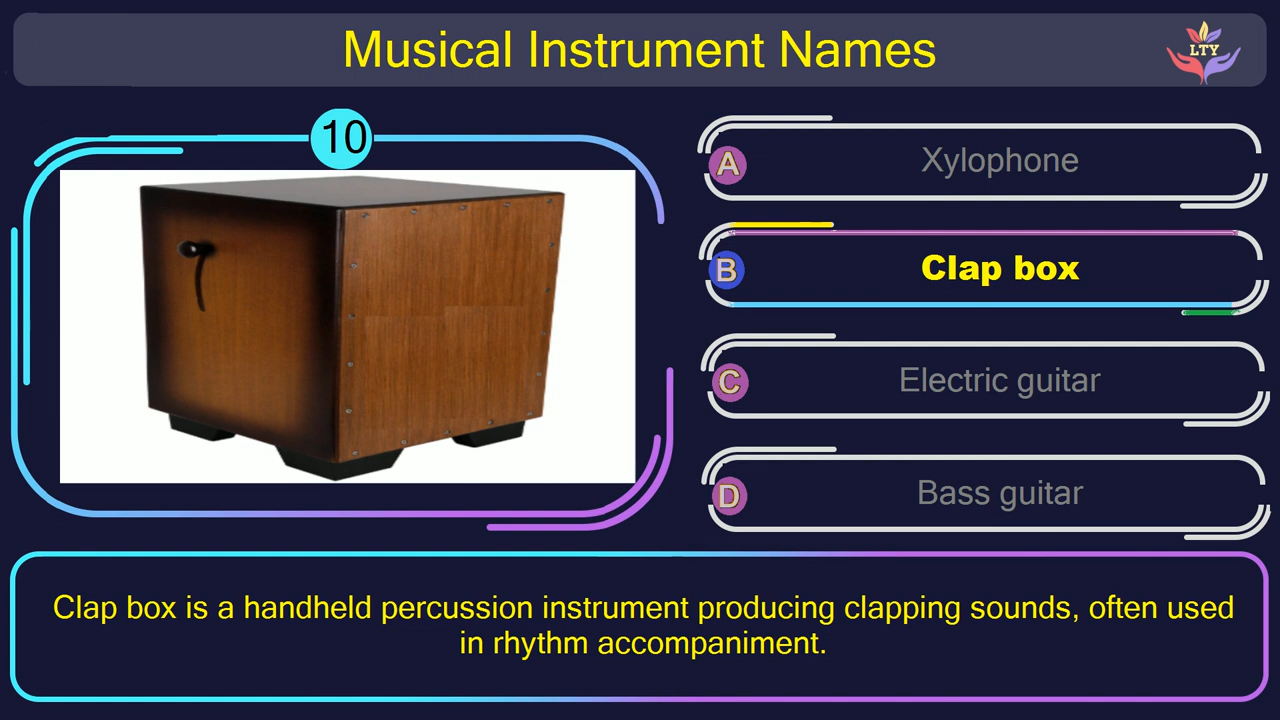 Musical Instrument Names
LTY
10
A Xylophone
B Clap box
C Electric guitar
D Bass guitar
Clap box is a handheld percussion instrument producing clapping sounds, often used
in rhythm accompaniment.